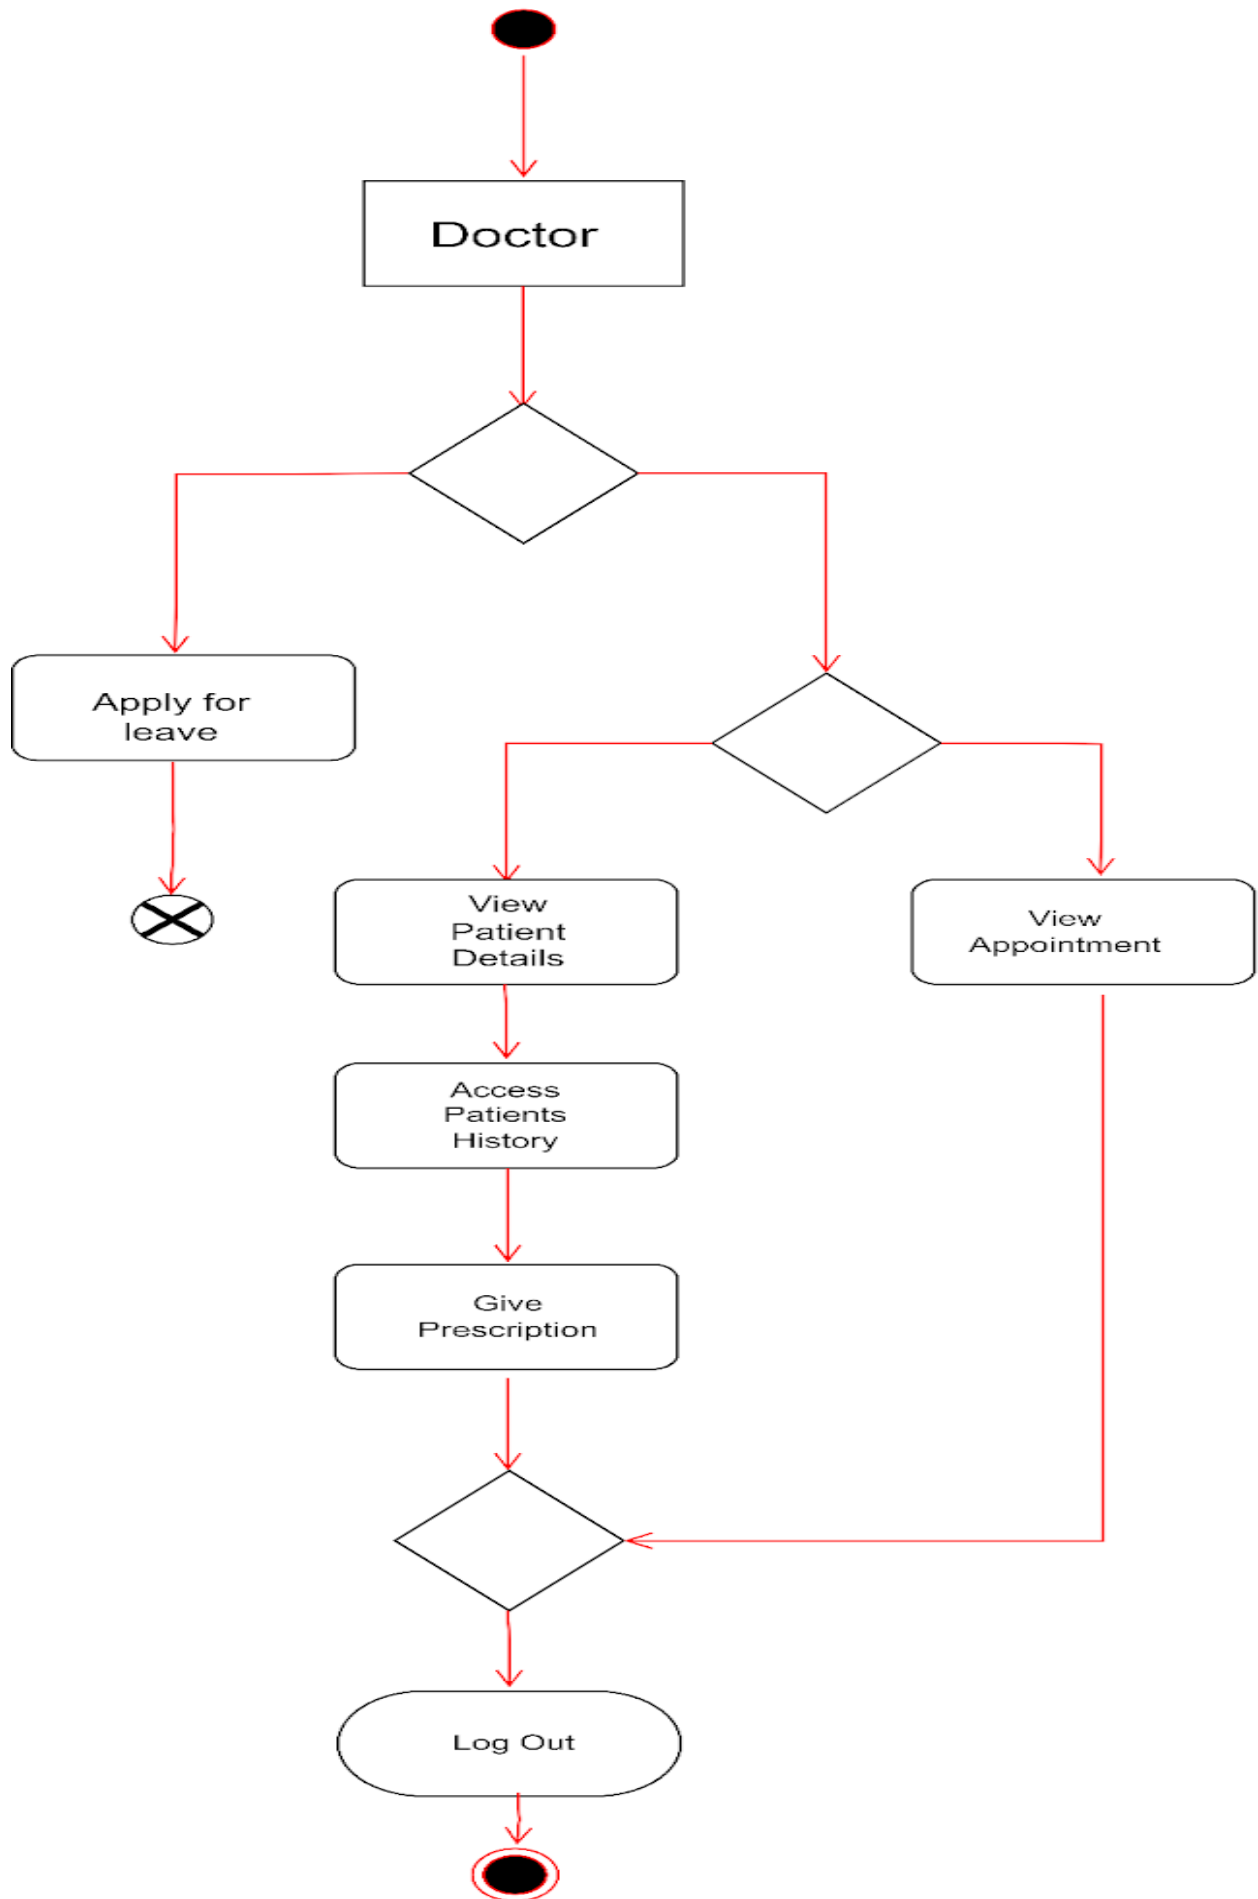 Doctor
Apply for
leave
View
Patient
Details
View
Appointment
Access
Patients
History
Give
Prescription
Log Out